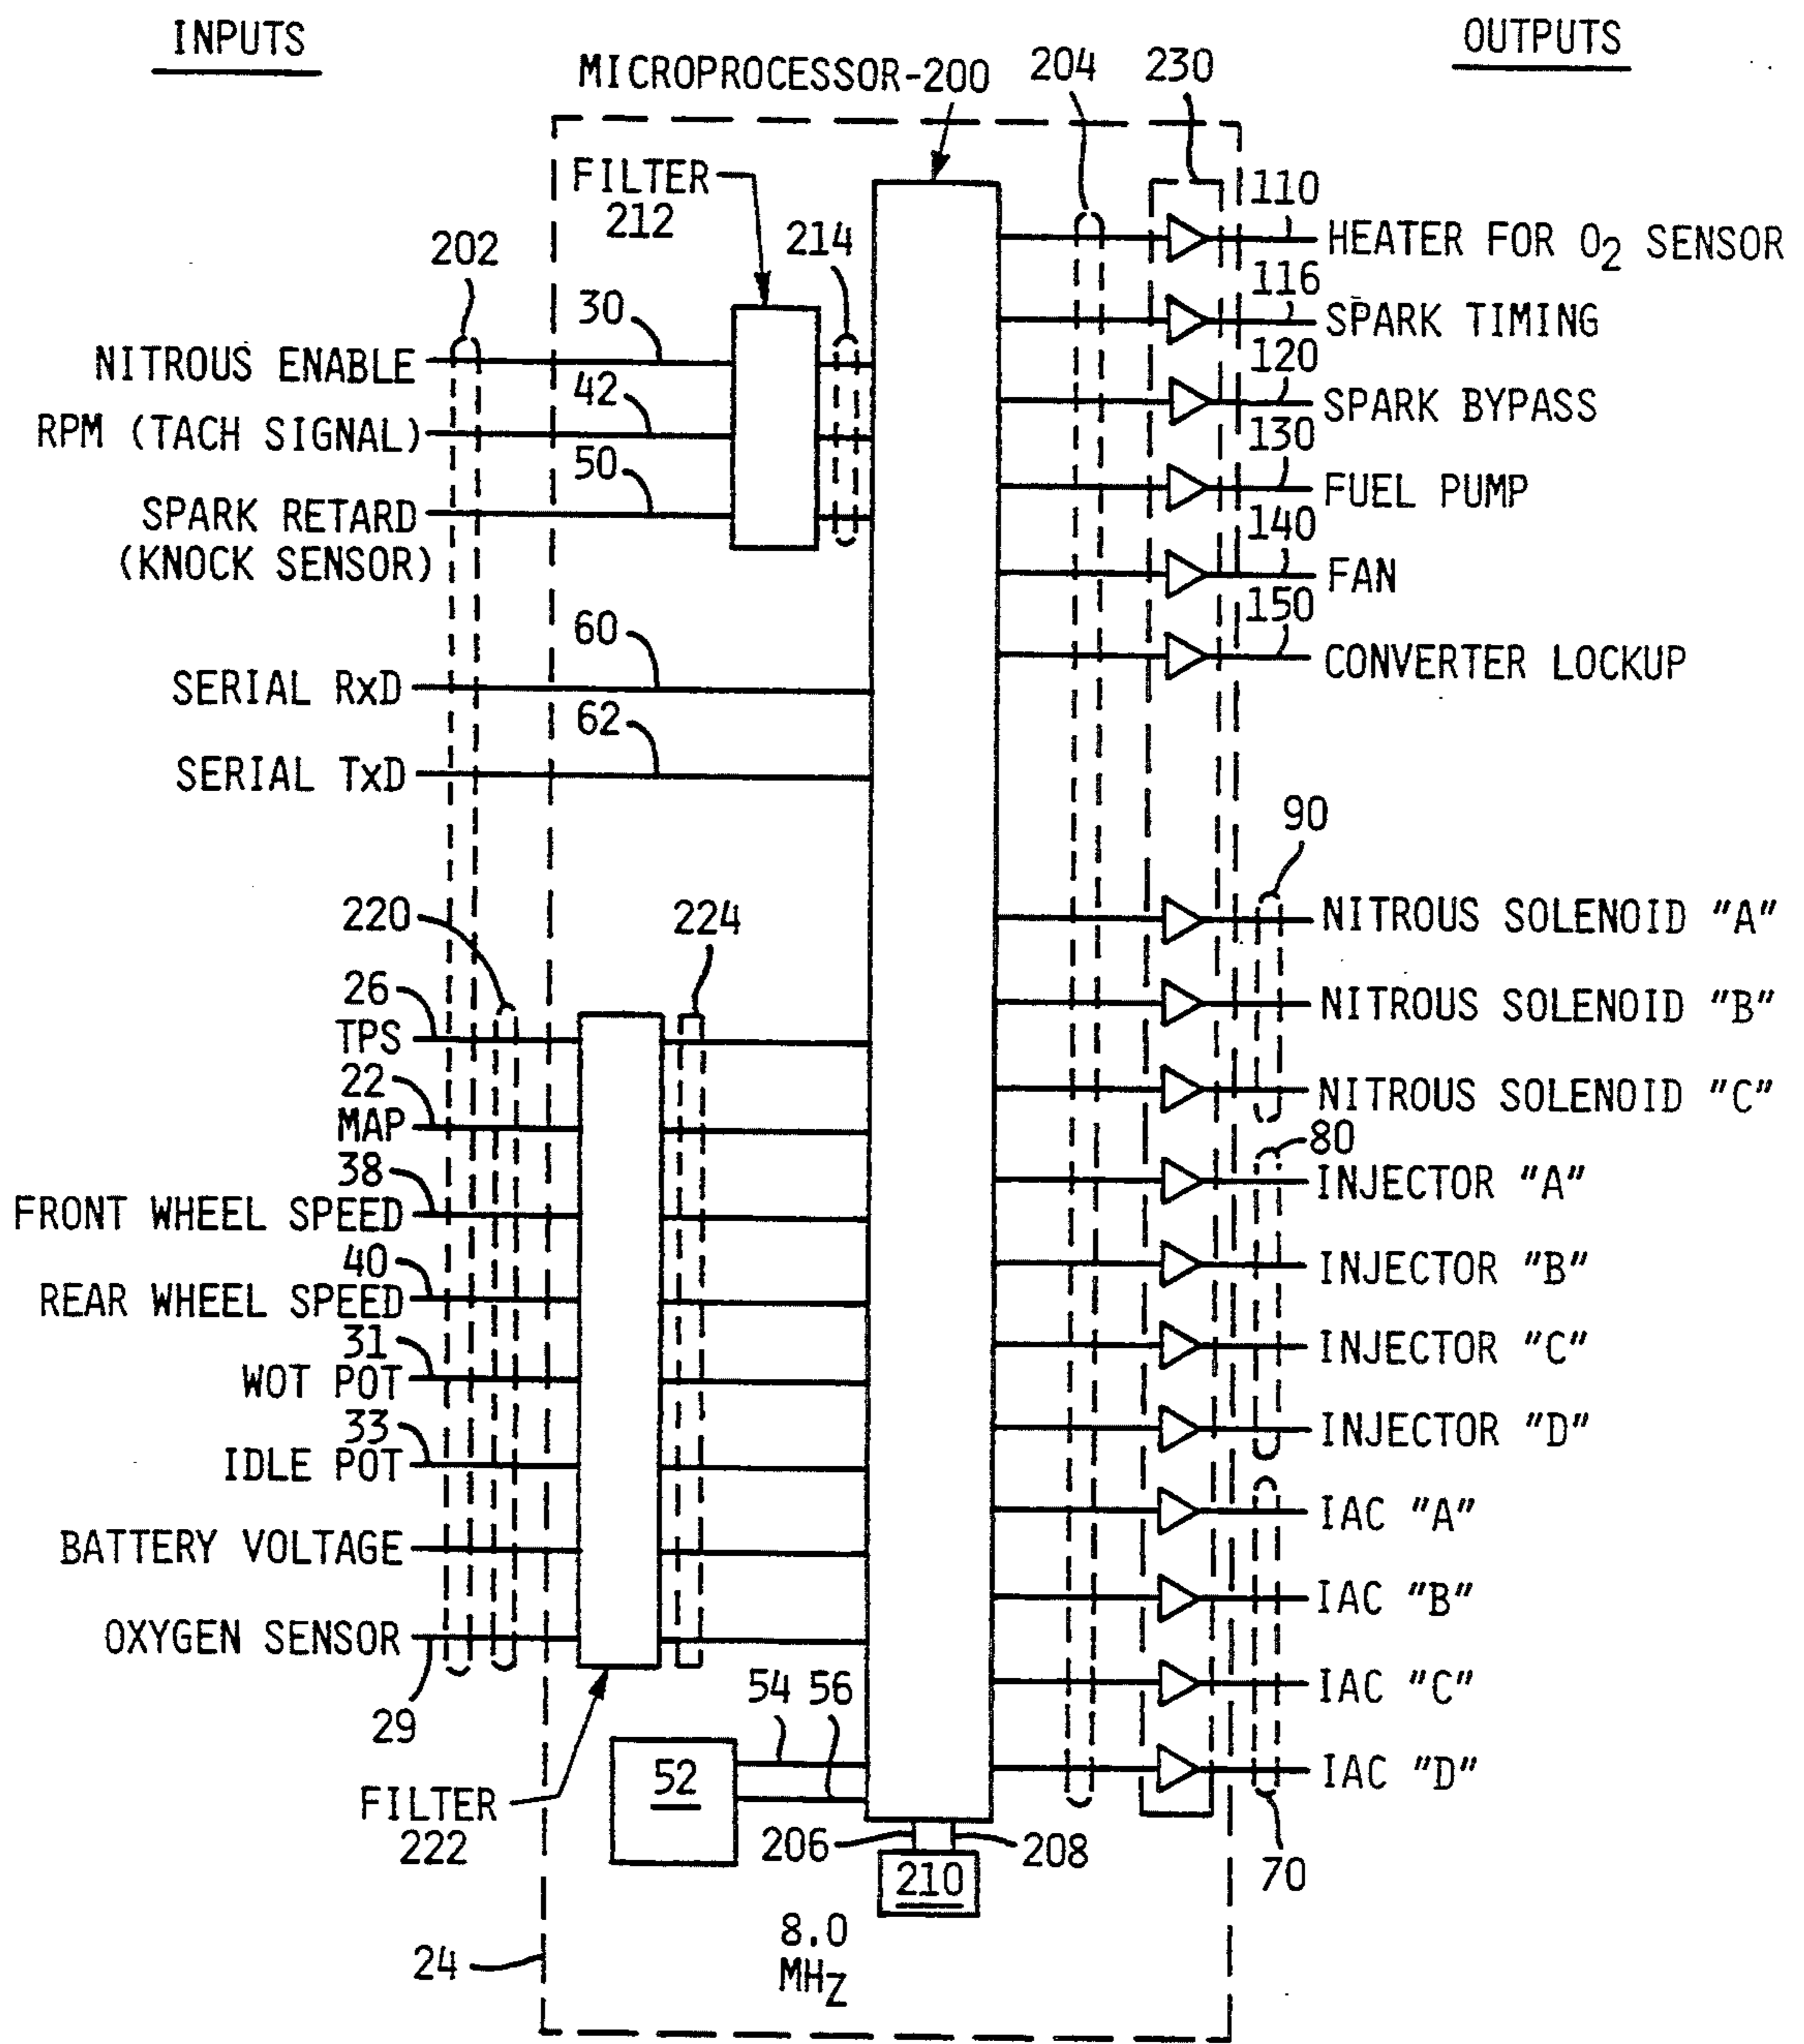 INPUTS
OUTPUTS
MICROPROCESSOR-200
204
230
FILTER
212
214
202
30
NITROUS ENABLE
42
RPM (TACH SIGNAL)
50
SPARK RETARD
(KNOCK SENSOR)
60
SERIAL RxD
62
SERIAL TxD
220
224
26
TPS
22
MAP
38
FRONT WHEEL SPEED
40
REAR WHEEL SPEED
31
WOT POT
33
IDLE POT
BATTERY VOLTAGE
OXYGEN SENSOR
29
FILTER
222
54 56
52
206
208
210
8.0
MHZ
24
110
HEATER FOR O2 SENSOR
116
SPARK TIMING
120
SPARK BYPASS
130
FUEL PUMP
140
FAN
150
CONVERTER LOCKUP
90
NITROUS SOLENOID "A"
NITROUS SOLENOID "B"
NITROUS SOLENOID "C"
80
INJECTOR "A"
INJECTOR "B"
INJECTOR "C"
INJECTOR "D"
IAC "A"
IAC "B"
IAC "C"
IAC "D"
70